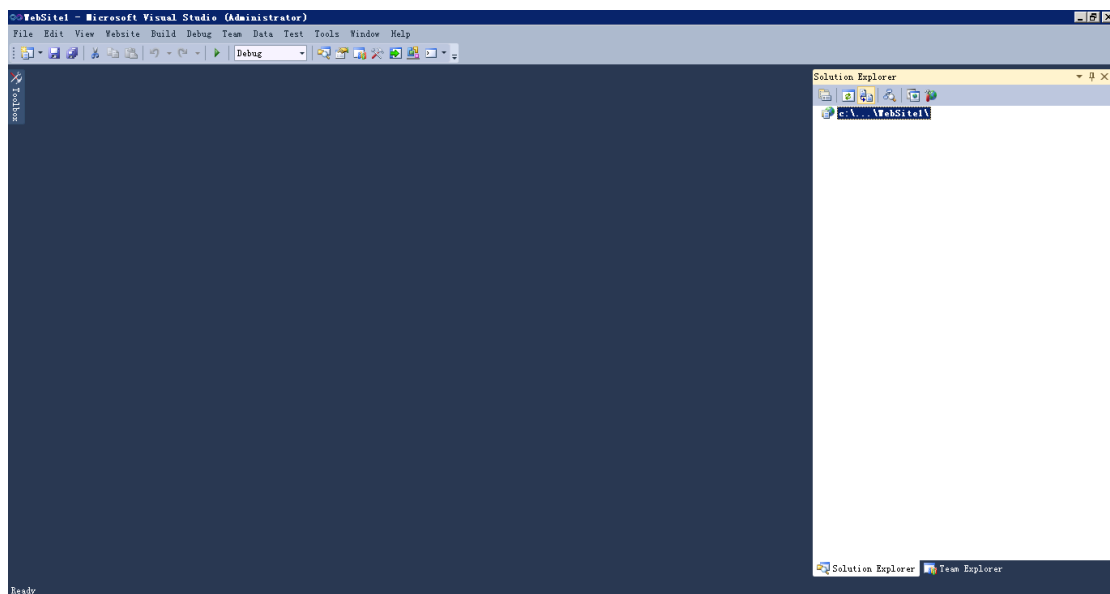 WebSite1 - Microsoft Visual Studio (Administrator)
File Edit View Website Build Debug Team Data Test Tools Window Help
Debug
Toolbox
Solution Explorer
c:\...\WebSite1\
Solution Explorer Team Explorer
Ready